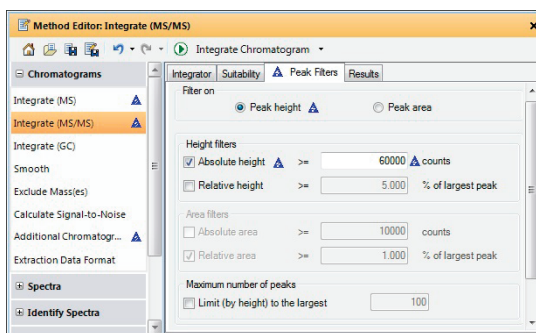 Method Editor: Integrate (MS/MS)
Integrate Chromatogram
Chromatograms
Integrate (MS)
Integrate (MS/MS)
Integrate (GC)
Smooth
Exclude Mass(es)
Calculate Signal-to-Noise
Additional Chromatogr...
Extraction Data Format
Spectra
Identify Spectra
Integrator Suitability Peak Filters Results
Filter on
Peak height Peak area
Height filters
Absolute height >= 60000 counts
Relative height >= 5.000 % of largest peak
Area filters
Absolute area >= 10000 counts
Relative area >= 1.000 % of largest peak
Maximum number of peaks
Limit (by height) to the largest 100